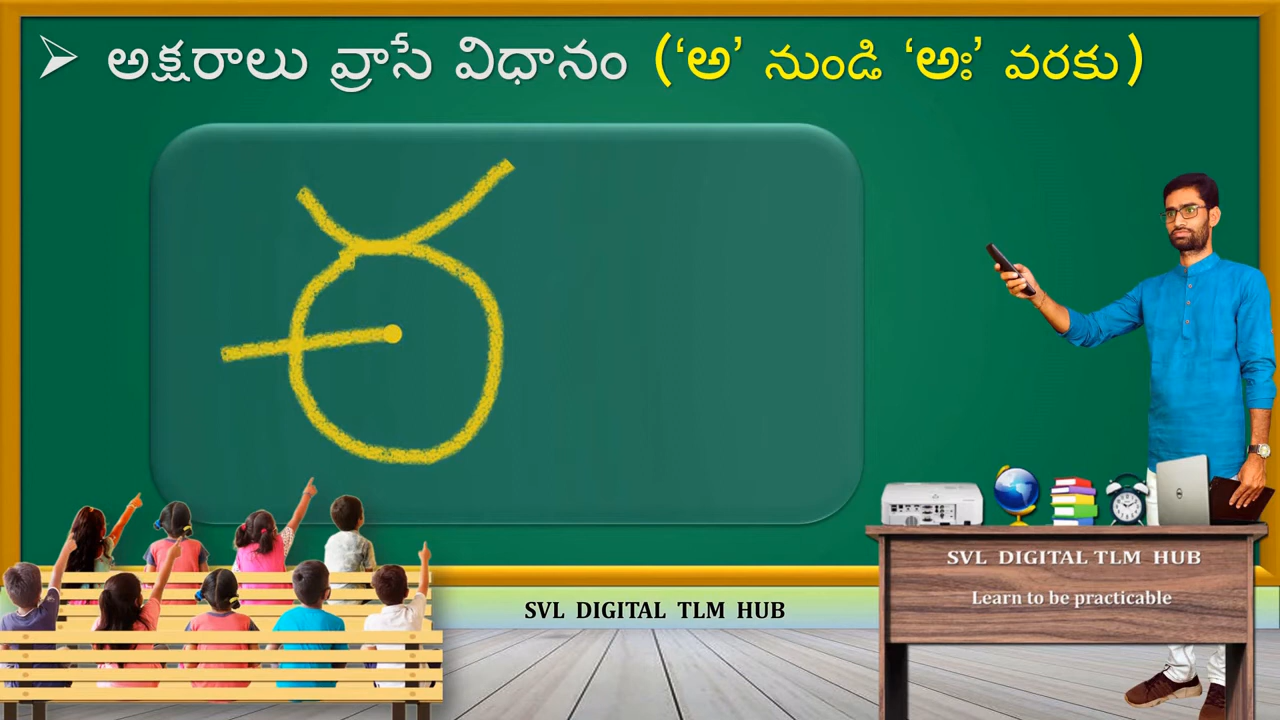 అక్షరాలు వ్రాసే విధానం (‘అ’ నుండి ‘అః’ వరకు)
SVL DIGITAL TLM HUB
Learn to be practicable
SVL DIGITAL TLM HUB